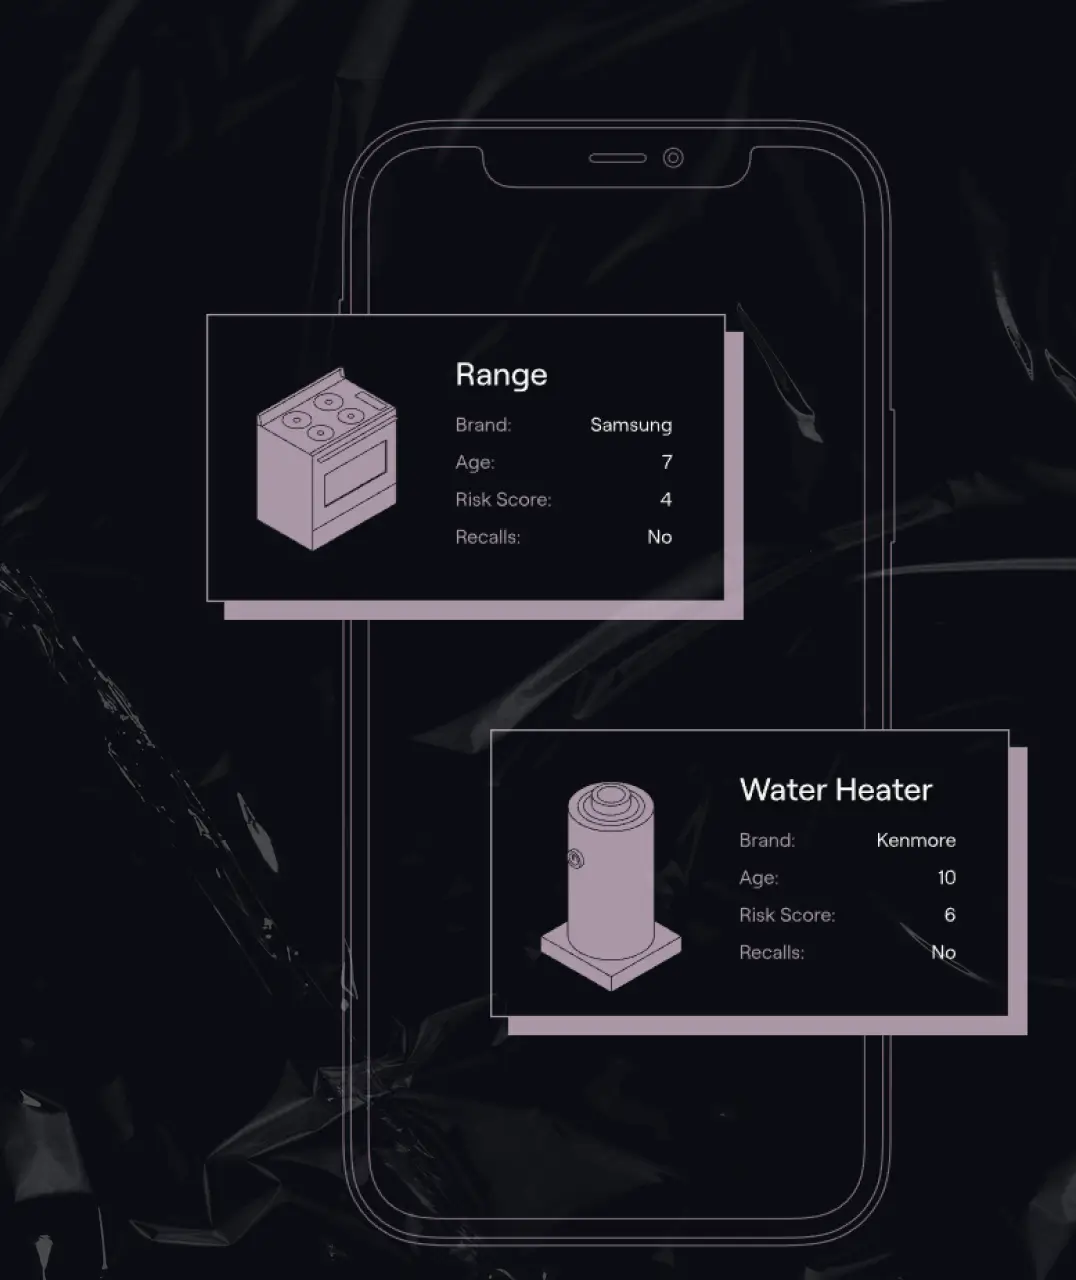 Range
Brand: Samsung
Age: 7
Risk Score: 4
Recalls: No
Water Heater
Brand: Kenmore
Age: 10
Risk Score: 6
Recalls: No